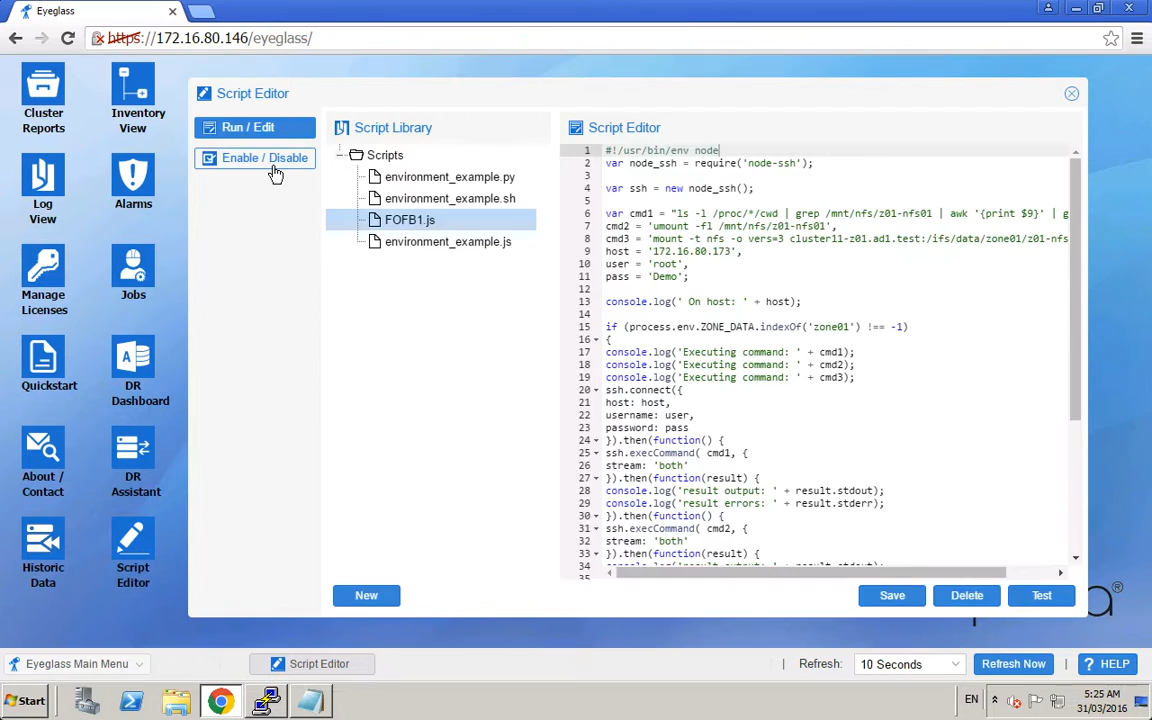 Eyeglass
https://172.16.80.146/eyeglass/
Cluster Reports
Inventory View
Log View
Alarms
Manage Licenses
Jobs
Quickstart
DR Dashboard
About / Contact
DR Assistant
Historic Data
Script Editor
Script Editor
Run / Edit
Enable / Disable
Script Library
Scripts
environment_example.py
environment_example.sh
FOFB1.js
environment_example.js
New
Script Editor
1 #!/usr/bin/env node
2 var node_ssh = require('node-ssh');
3
4 var ssh = new node_ssh();
5
6 var cmd1 = "ls -l /proc/*/cwd | grep /mnt/nfs/z01-nfs01 | awk '{print $9}' | g
7 cmd2 = 'umount -fl /mnt/nfs/z01-nfs01',
8 cmd3 = 'mount -t nfs -o vers=3 cluster11-z01.ad1.test:/ifs/data/zone01/z01-nfs
9 host = '172.16.80.173',
10 user = 'root',
11 pass = 'Demo';
12
13 console.log(' On host: ' + host);
14
15 if (process.env.ZONE_DATA.indexOf('zone01') !== -1)
16 {
17 console.log('Executing command: ' + cmd1);
18 console.log('Executing command: ' + cmd2);
19 console.log('Executing command: ' + cmd3);
20 ssh.connect({
21 host: host,
22 username: user,
23 password: pass
24 }).then(function() {
25 ssh.execCommand( cmd1, {
26 stream: 'both'
27 }).then(function(result) {
28 console.log('result output: ' + result.stdout);
29 console.log('result errors: ' + result.stderr);
30 }).then(function() {
31 ssh.execCommand( cmd2, {
32 stream: 'both'
33 }).then(function(result) {
34 console.log('result output: ' + result.stdout);
35
Save
Delete
Test
a®
Eyeglass Main Menu
Script Editor
Refresh:
10 Seconds
Refresh Now
? HELP
Start
EN
5:25 AM
31/03/2016